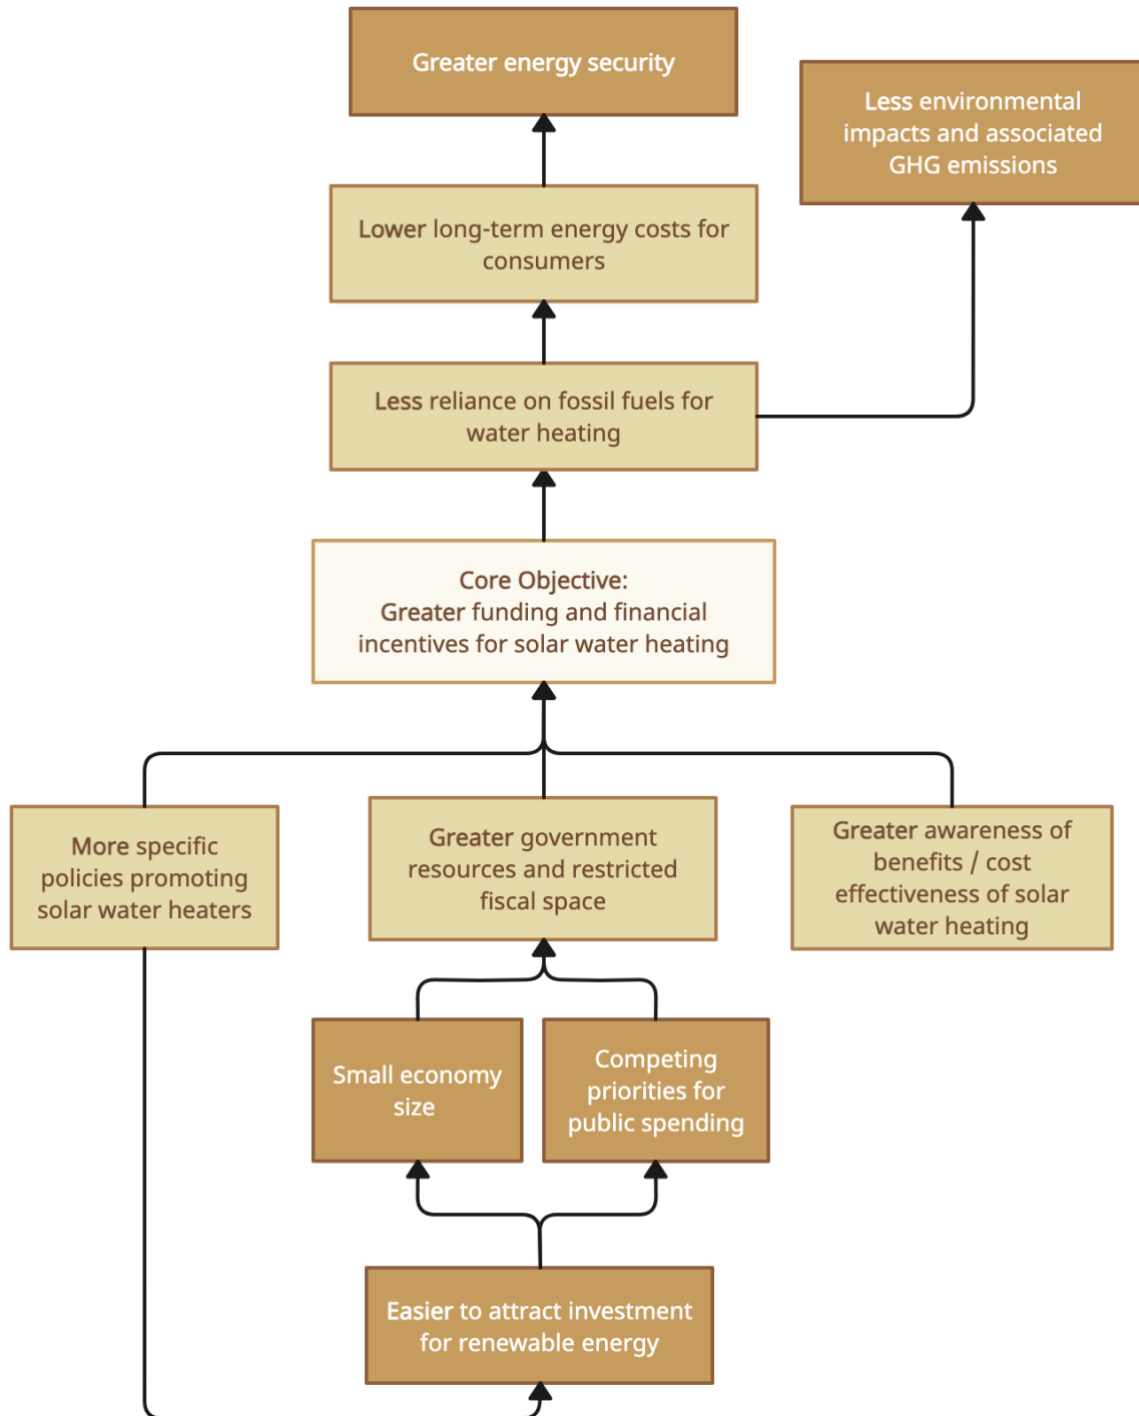 Greater energy security
Less environmental
impacts and associated
GHG emissions
Lower long-term energy costs for
consumers
Less reliance on fossil fuels for
water heating
Core Objective:
Greater funding and financial
incentives for solar water heating
More specific
policies promoting
solar water heaters
Greater government
resources and restricted
fiscal space
Greater awareness of
benefits / cost
effectiveness of solar
water heating
Small economy
size
Competing
priorities for
public spending
Easier to attract investment
for renewable energy